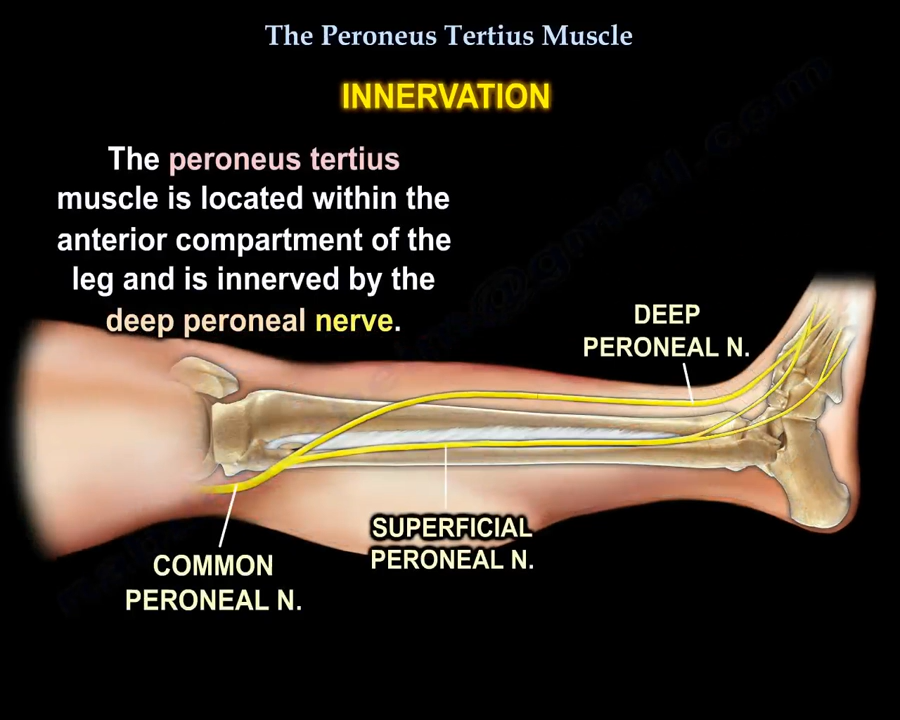 The Peroneus Tertius Muscle
INNERVATION
The peroneus tertius
muscle is located within the
anterior compartment of the
leg and is innerved by the
deep peroneal nerve.
DEEP
PERONEAL N.
SUPERFICIAL
PERONEAL N.
COMMON
PERONEAL N.